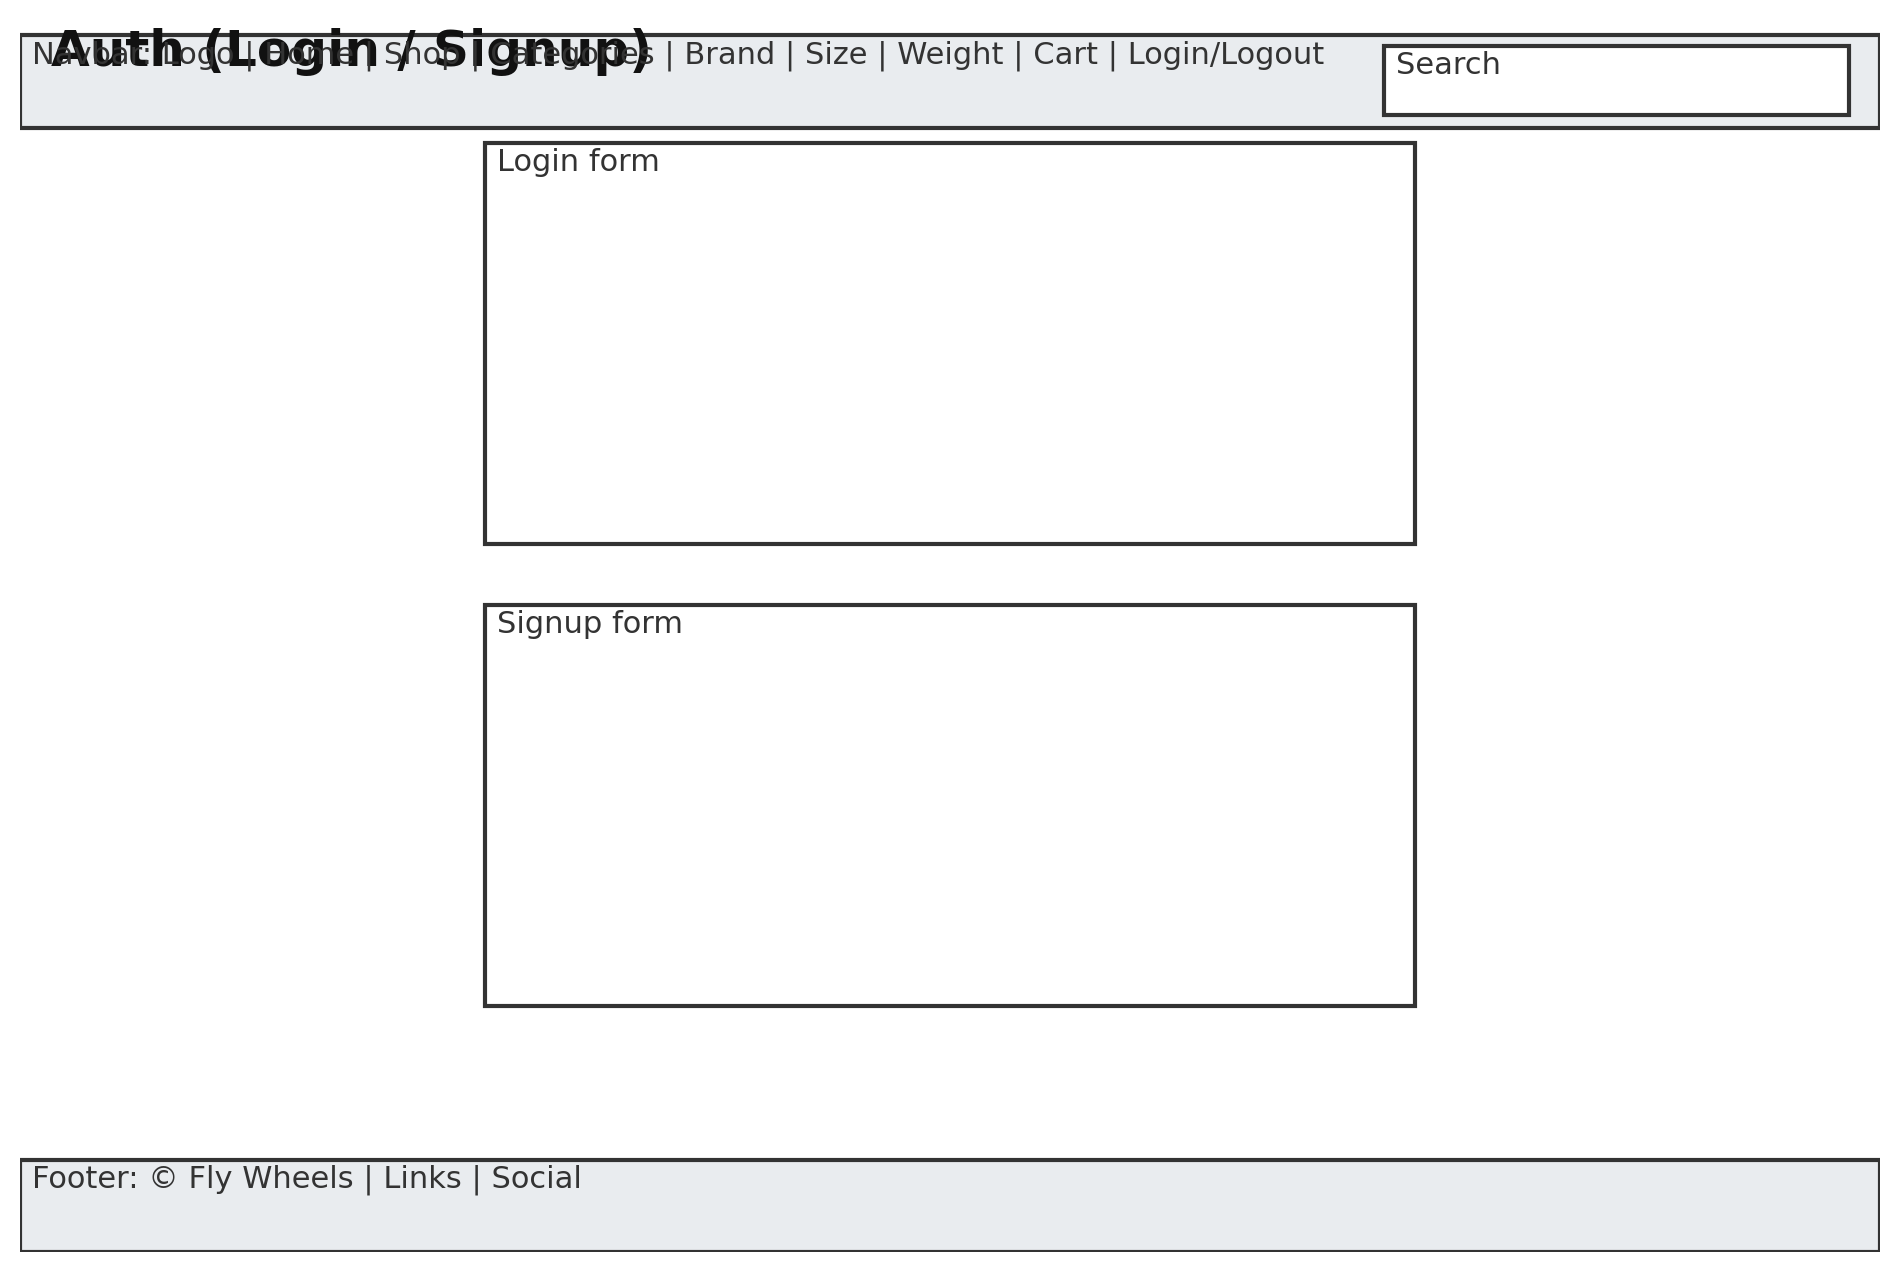 Auth (Login / Signup)
Navbar: Logo | Home | Shop | Categories | Brand | Size | Weight | Cart | Login/Logout
Search
Login form
Signup form
Footer: © Fly Wheels | Links | Social